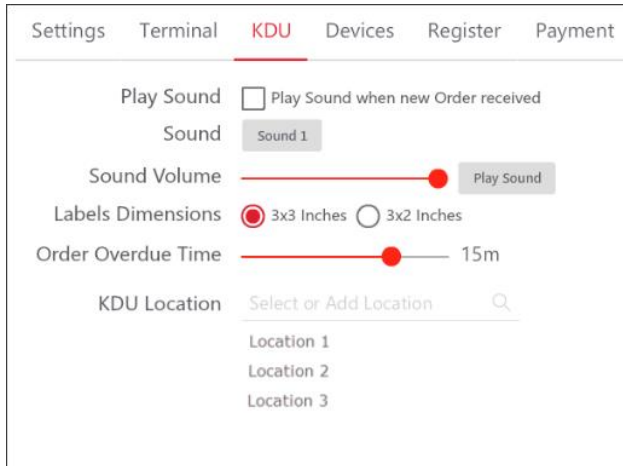 Settings Terminal KDU Devices Register Payment
Play Sound Play Sound when new Order received
Sound Sound 1
Sound Volume Play Sound
Labels Dimensions 3x3 Inches 3x2 Inches
Order Overdue Time 15m
KDU Location Select or Add Location
Location 1
Location 2
Location 3